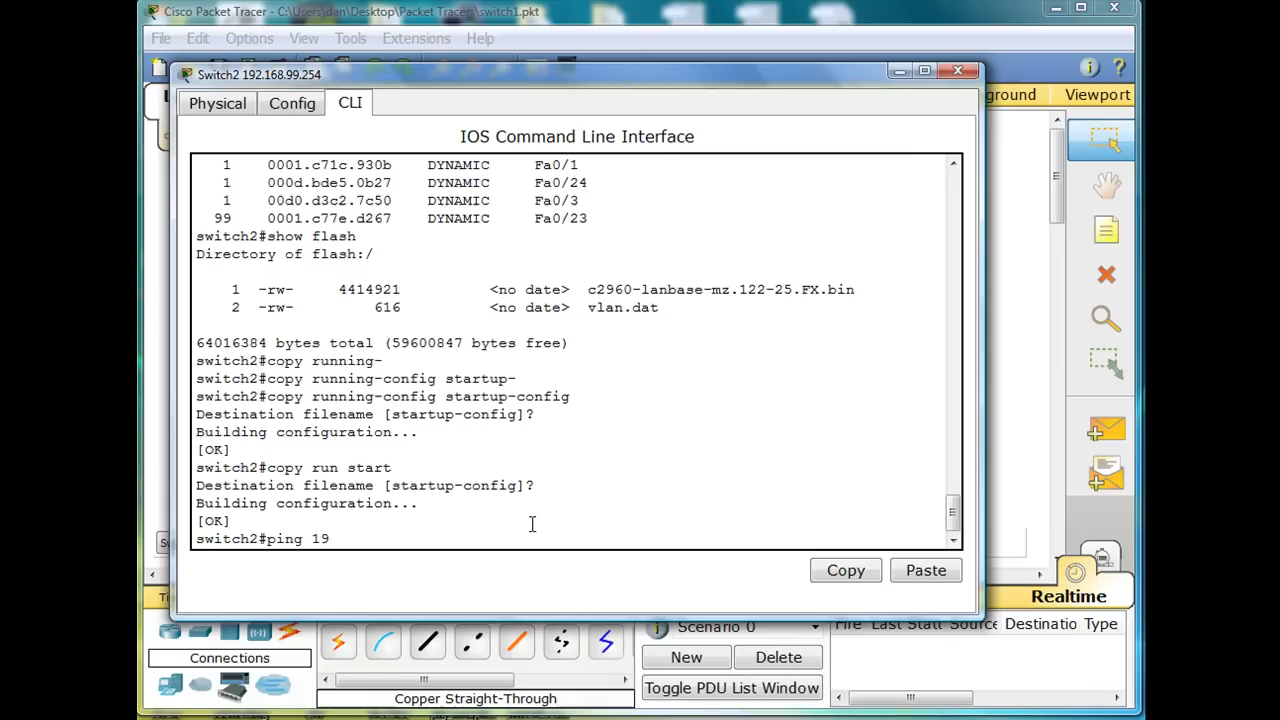 Cisco Packet Tracer - C:\Users\dan\Desktop\Packet Tracers\switch1.pkt
File Edit Options View Tools Extensions Help
Switch2 192.168.99.254
Physical Config CLI
Viewport
IOS Command Line Interface
1 0001.c71c.930b DYNAMIC Fa0/1
1 000d.bde5.0b27 DYNAMIC Fa0/24
1 00d0.d3c2.7c50 DYNAMIC Fa0/3
99 0001.c77e.d267 DYNAMIC Fa0/23
switch2#show flash
Directory of flash:/
1 -rw- 4414921 <no date> c2960-lanbase-mz.122-25.FX.bin
2 -rw- 616 <no date> vlan.dat
64016384 bytes total (59600847 bytes free)
switch2#copy running-
switch2#copy running-config startup-
switch2#copy running-config startup-config
Destination filename [startup-config]?
Building configuration...
[OK]
switch2#copy run start
Destination filename [startup-config]?
Building configuration...
[OK]
switch2#ping 19
Copy Paste
Realtime
Scenario 0
Fire Last Statu Source Destinatio Type
New Delete
Connections
Toggle PDU List Window
Copper Straight-Through